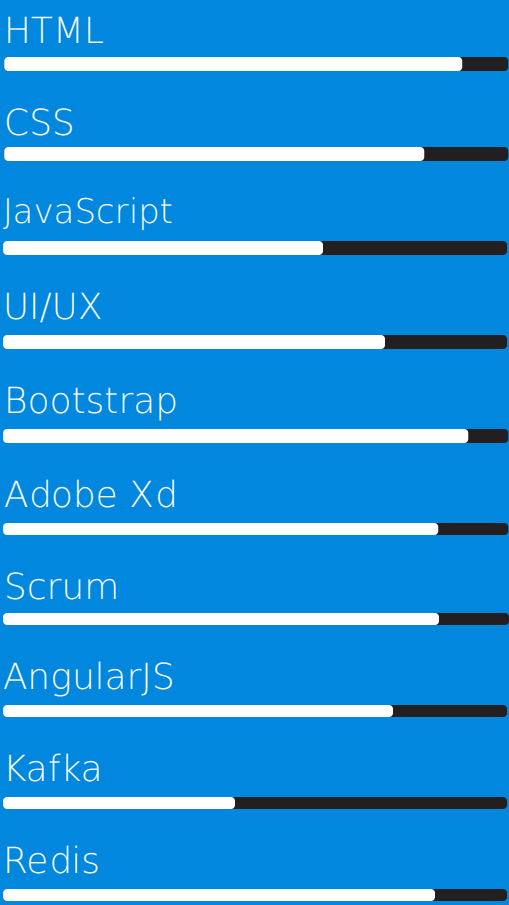 HTML
CSS
JavaScript
UI/UX
Bootstrap
Adobe Xd
Scrum
AngularJS
Kafka
Redis